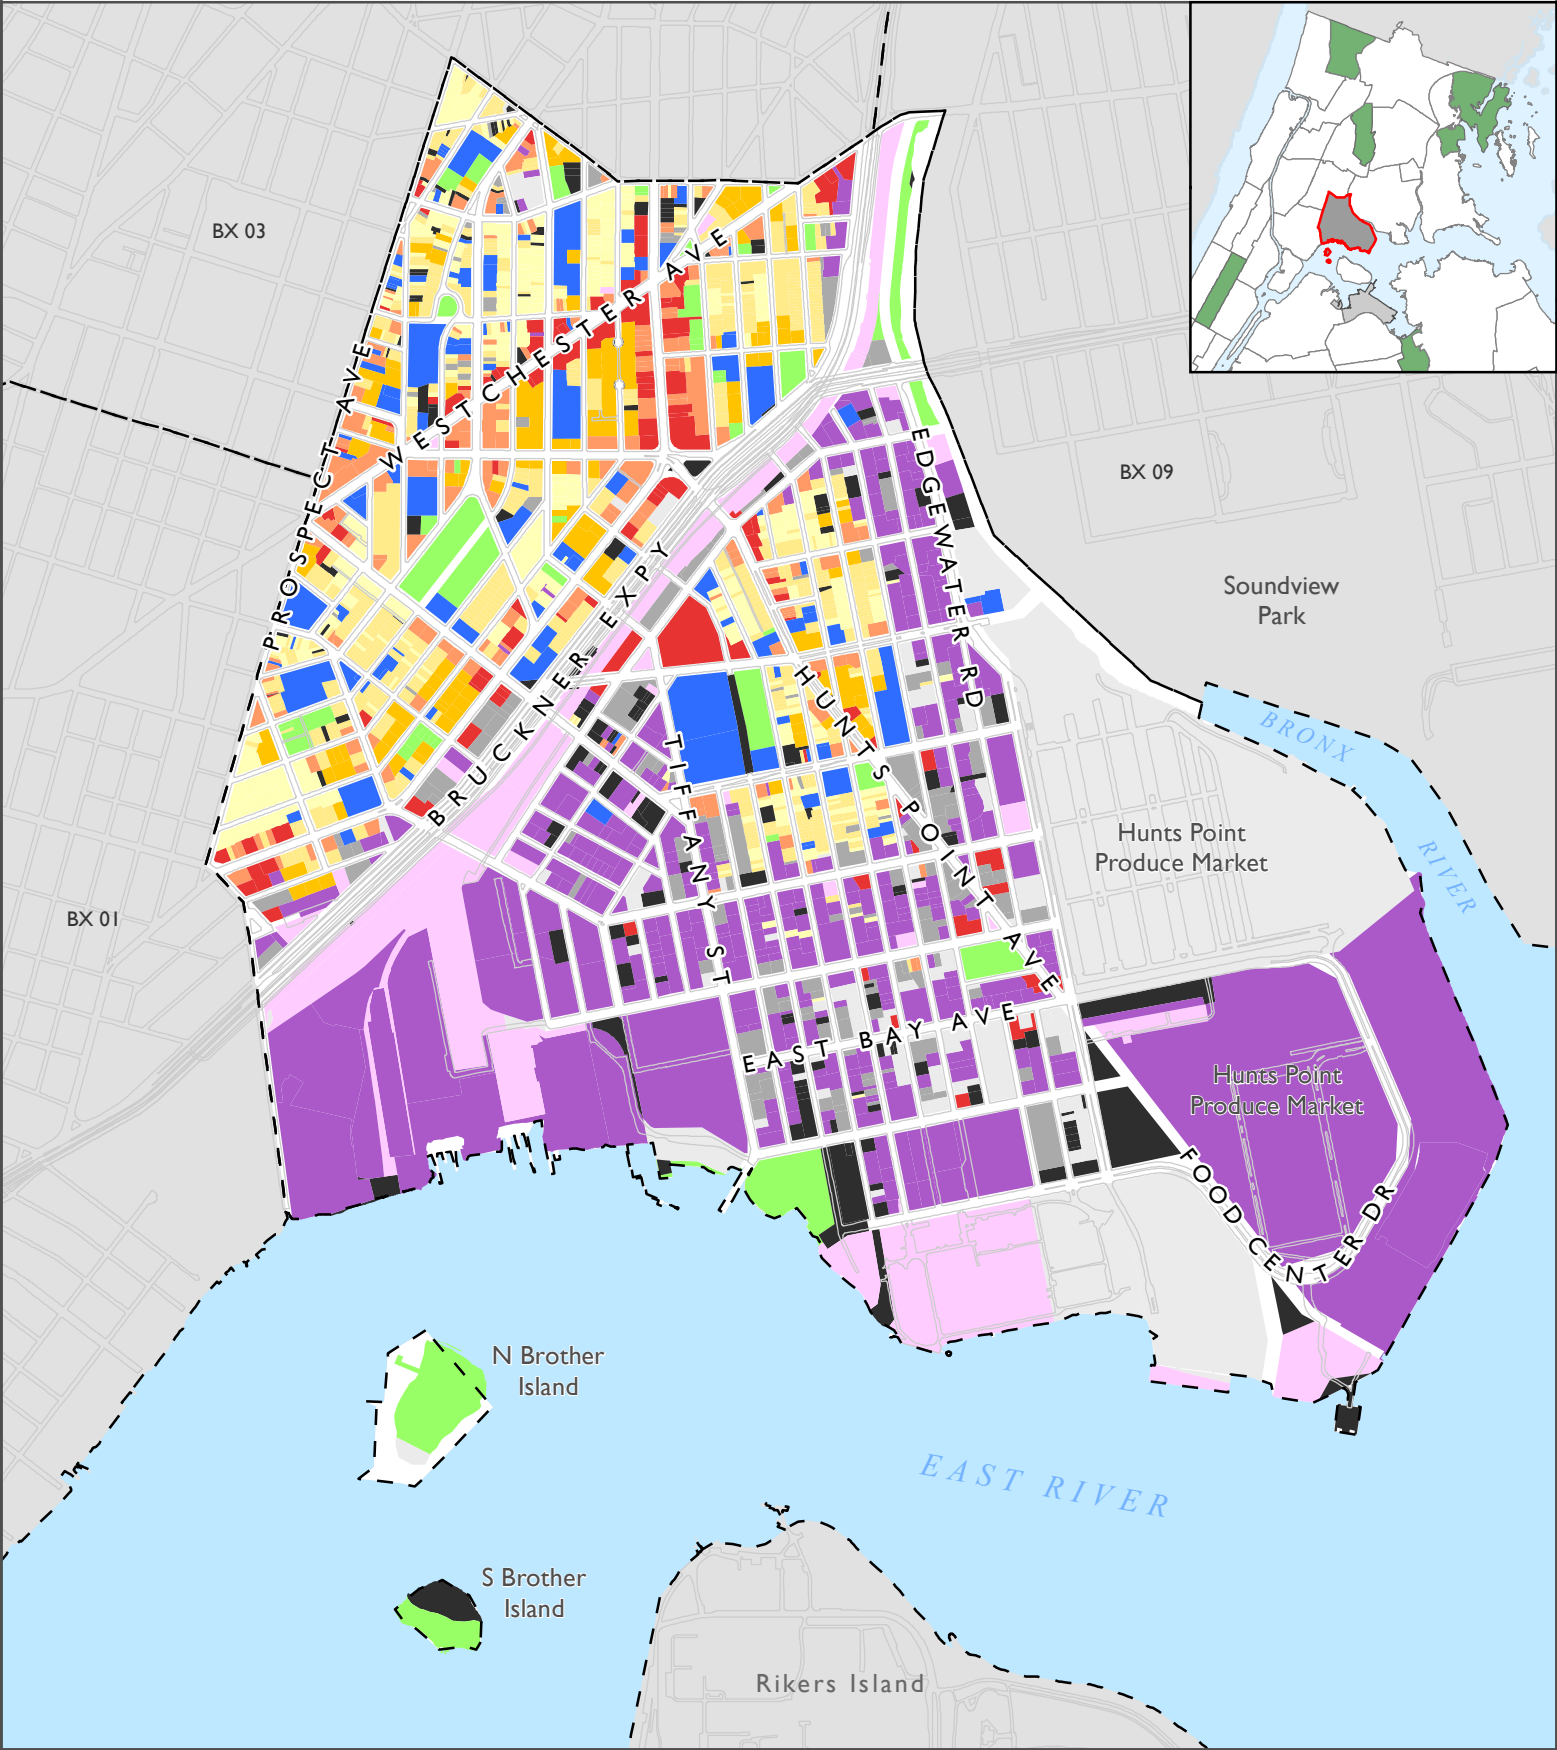 BX 03
WESTCHESTER AVE
PROSPECT AVE
EDGEWATER RD
BX 09
BRUCKNER EXPY
Soundview
Park
HUNTS POINT AVE
TIFFANY ST
BRONX
RIVER
Hunts Point
Produce Market
BX 01
EAST BAY AVE
Hunts Point
Produce Market
FOOD CENTER DR
N Brother
Island
EAST RIVER
S Brother
Island
Rikers Island